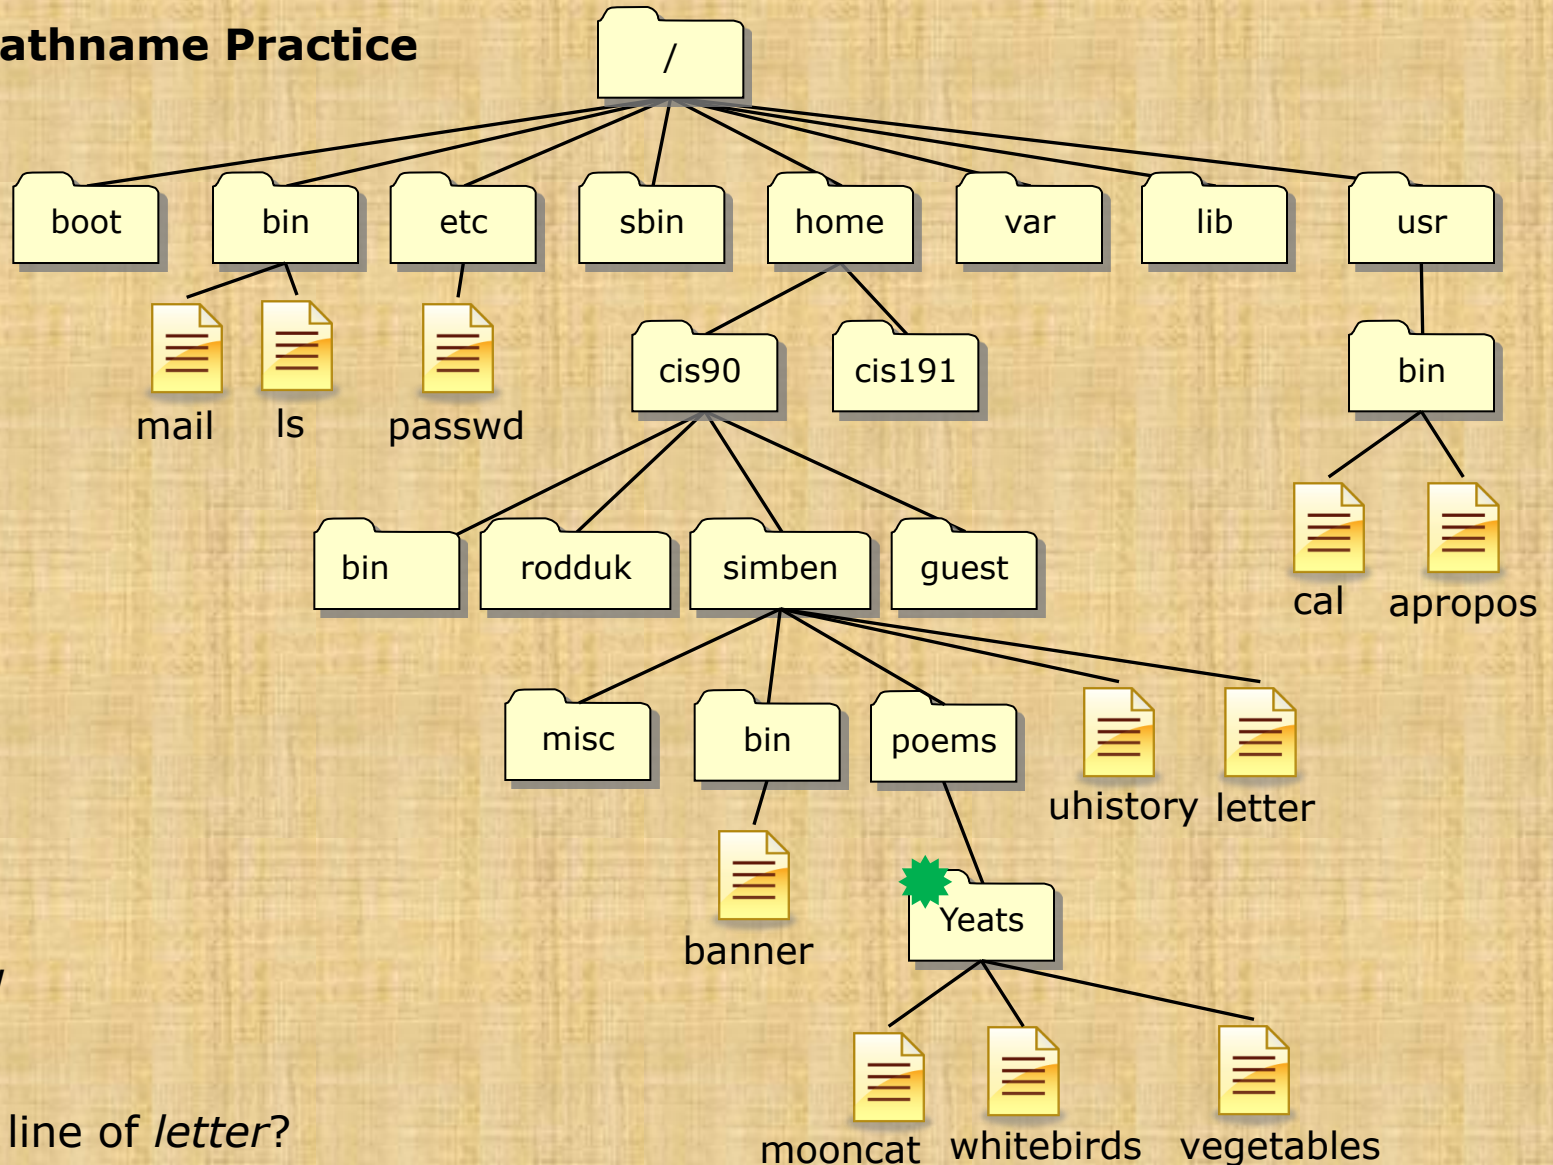 athname Practice
/
boot bin etc sbin home var lib usr
mail ls passwd
cis90 cis191 bin
bin rodduk simben guest
cal apropos
misc bin poems
uhistory letter
banner
Yeats
mooncat whitebirds vegetables
line of letter?